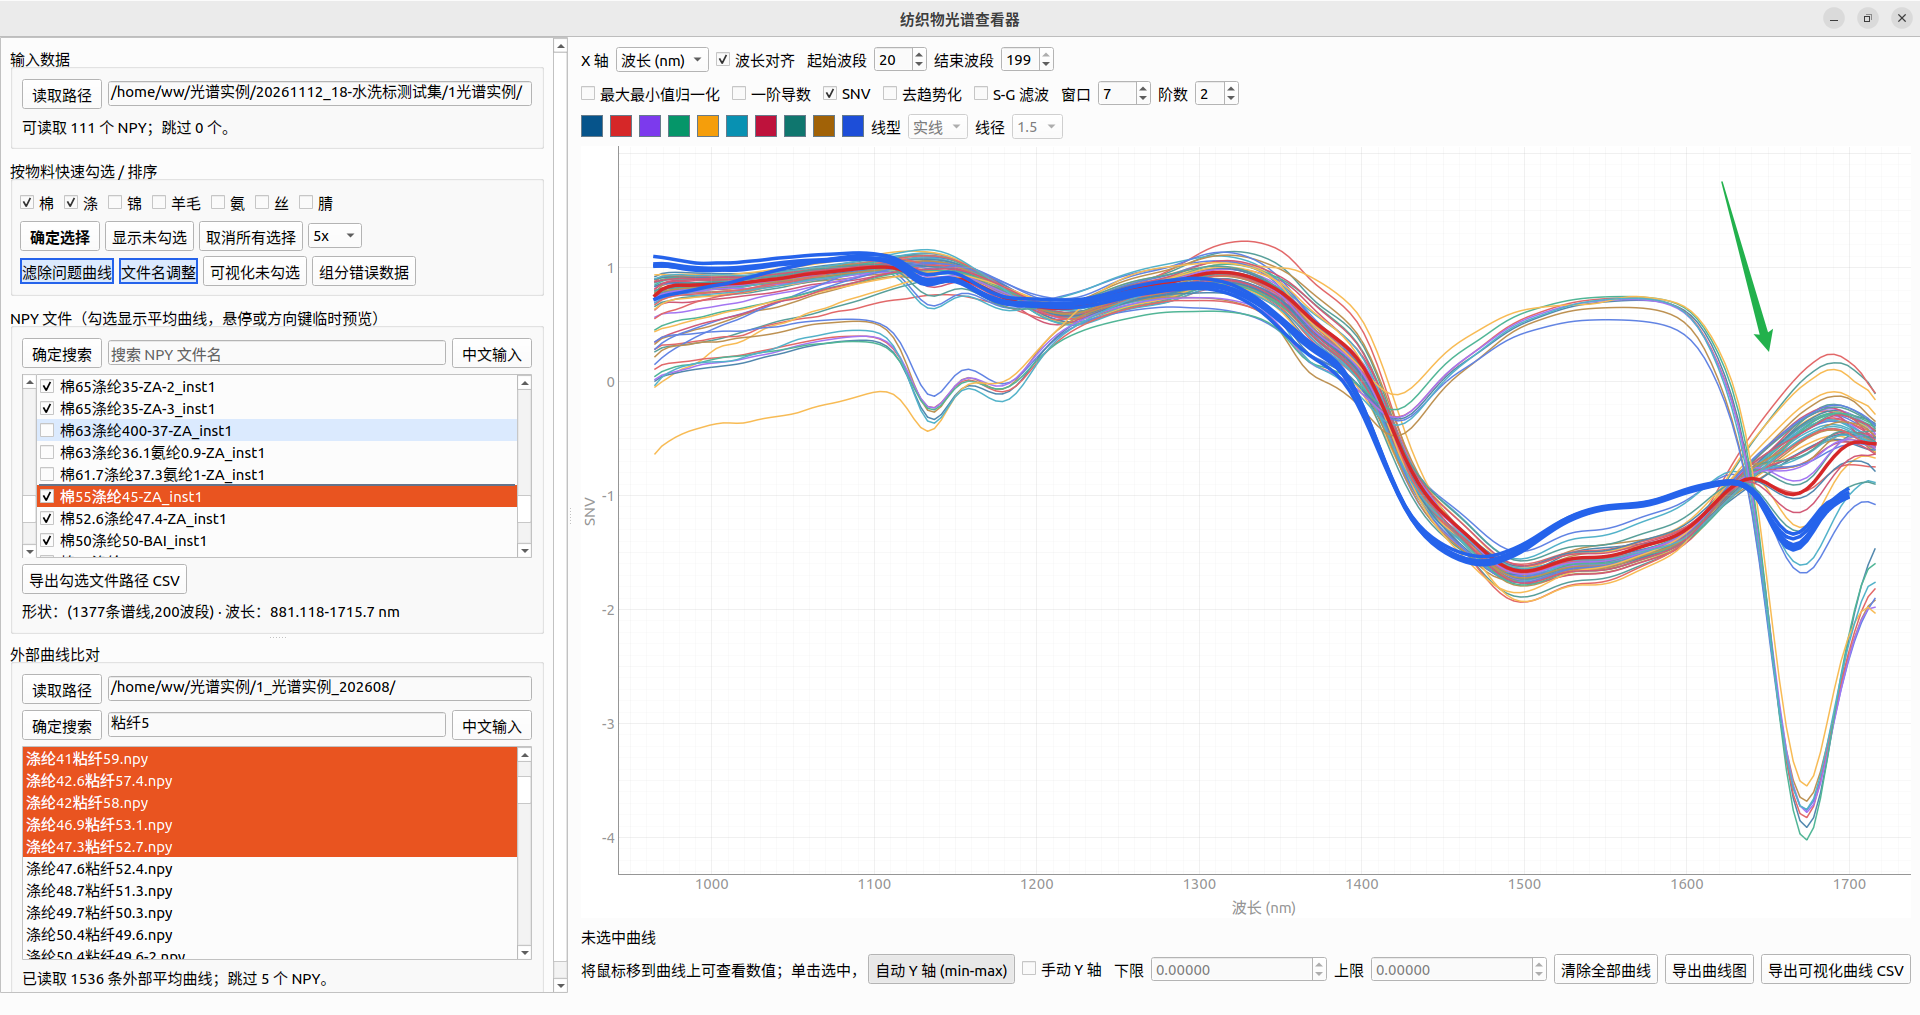 纺织物光谱查看器
输入数据
读取路径 /home/ww/光谱实例/20261112_18-水洗标测试集/1光谱实例/
可读取 111 个 NPY；跳过 0 个。
按物料快速勾选 / 排序
棉 涤 锦 羊毛 氨 丝 腈
确定选择 显示未勾选 取消所有选择 5x
滤除问题曲线 文件名调整 可视化未勾选 组分错误数据
NPY 文件（勾选显示平均曲线，悬停或方向键临时预览）
确定搜索 搜索 NPY 文件名 中文输入
棉65涤纶35-ZA-2_inst1
棉65涤纶35-ZA-3_inst1
棉63涤纶400-37-ZA_inst1
棉63涤纶36.1氨纶0.9-ZA_inst1
棉61.7涤纶37.3氨纶1-ZA_inst1
棉55涤纶45-ZA_inst1
棉52.6涤纶47.4-ZA_inst1
棉50涤纶50-BAI_inst1
导出勾选文件路径 CSV
形状：(1377条谱线,200波段) · 波长：881.118-1715.7 nm
外部曲线比对
读取路径 /home/ww/光谱实例/1_光谱实例_202608/
确定搜索 粘纤5 中文输入
涤纶41粘纤59.npy
涤纶42.6粘纤57.4.npy
涤纶42粘纤58.npy
涤纶46.9粘纤53.1.npy
涤纶47.3粘纤52.7.npy
涤纶47.6粘纤52.4.npy
涤纶48.7粘纤51.3.npy
涤纶49.7粘纤50.3.npy
涤纶50.4粘纤49.6.npy
涤纶50.4粘纤49.6-2.npy
已读取 1536 条外部平均曲线；跳过 5 个 NPY。
X 轴 波长 (nm) 波长对齐 起始波段 20 结束波段 199
最大最小值归一化 一阶导数 SNV 去趋势化 S-G 滤波 窗口 7 阶数 2
线型 实线 线径 1.5
1
0
-1
-2
-3
-4
SNV
1000 1100 1200 1300 1400 1500 1600 1700
波长 (nm)
未选中曲线
将鼠标移到曲线上可查看数值；单击选中， 自动 Y 轴 (min-max) 手动 Y 轴 下限 0.00000 上限 0.00000 清除全部曲线 导出曲线图 导出可视化曲线 CSV